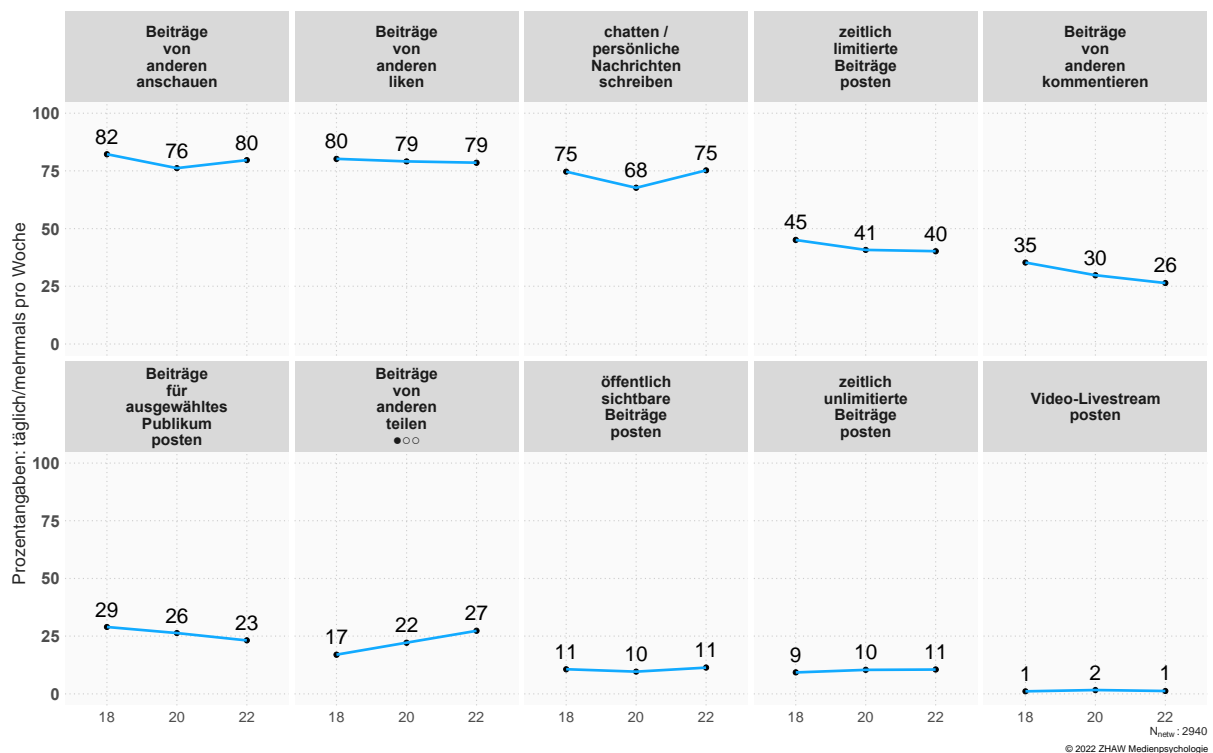 Beiträge
von
anderen
anschauen
Beiträge
von
anderen
liken
chatten /
persönliche
Nachrichten
schreiben
zeitlich
limitierte
Beiträge
posten
Beiträge
von
anderen
kommentieren
100
75
50
25
0
82 76 80
80 79 79
75 68 75
45 41 40
35 30 26
Prozentangaben: täglich/mehrmals pro Woche
Beiträge
für
ausgewähltes
Publikum
posten
Beiträge
von
anderen
teilen
●○○
öffentlich
sichtbare
Beiträge
posten
zeitlich
unlimitierte
Beiträge
posten
Video-Livestream
posten
100
75
50
25
0
29 26 23
17 22 27
11 10 11
9 10 11
1 2 1
18 20 22
18 20 22
18 20 22
18 20 22
18 20 22
Nnetw : 2940
© 2022 ZHAW Medienpsychologie